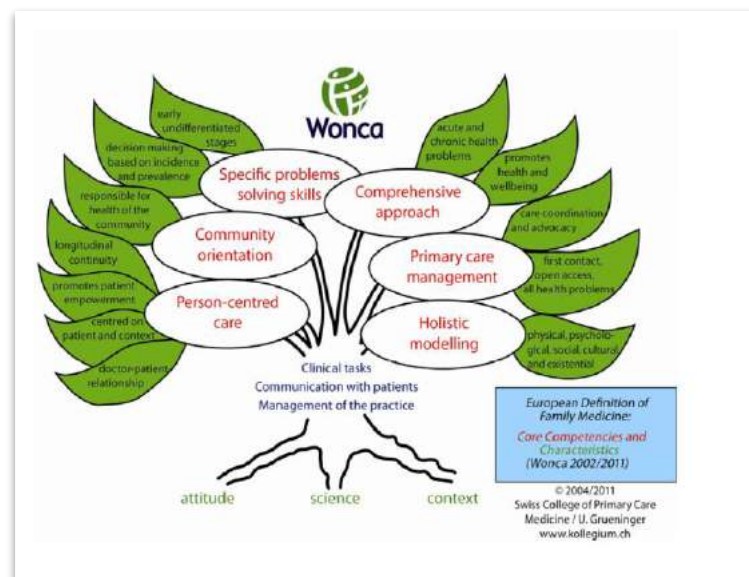 Wonca
early
undifferentiated
stages
decision making
based on incidence
and prevalence
responsible for
health of the
community
longitudinal
continuity
promotes patient
empowerment
centred on
patient and context
doctor-patient
relationship
Specific problems
solving skills
Community
orientation
Person-centred
care
Comprehensive
approach
Primary care
management
Holistic
modelling
acute and
chronic health
problems
promotes
health and
wellbeing
care coordination
and advocacy
first contact,
open access,
all health problems
physical, psycholo-
gical, social, cultural,
and existential
Clinical tasks
Communication with patients
Management of the practice
attitude
science
context
European Definition of
Family Medicine:
Core Competencies and
Characteristics
(Wonca 2002/2011)
© 2004/2011
Swiss College of Primary Care
Medicine / U. Grueninger
www.kollegium.ch